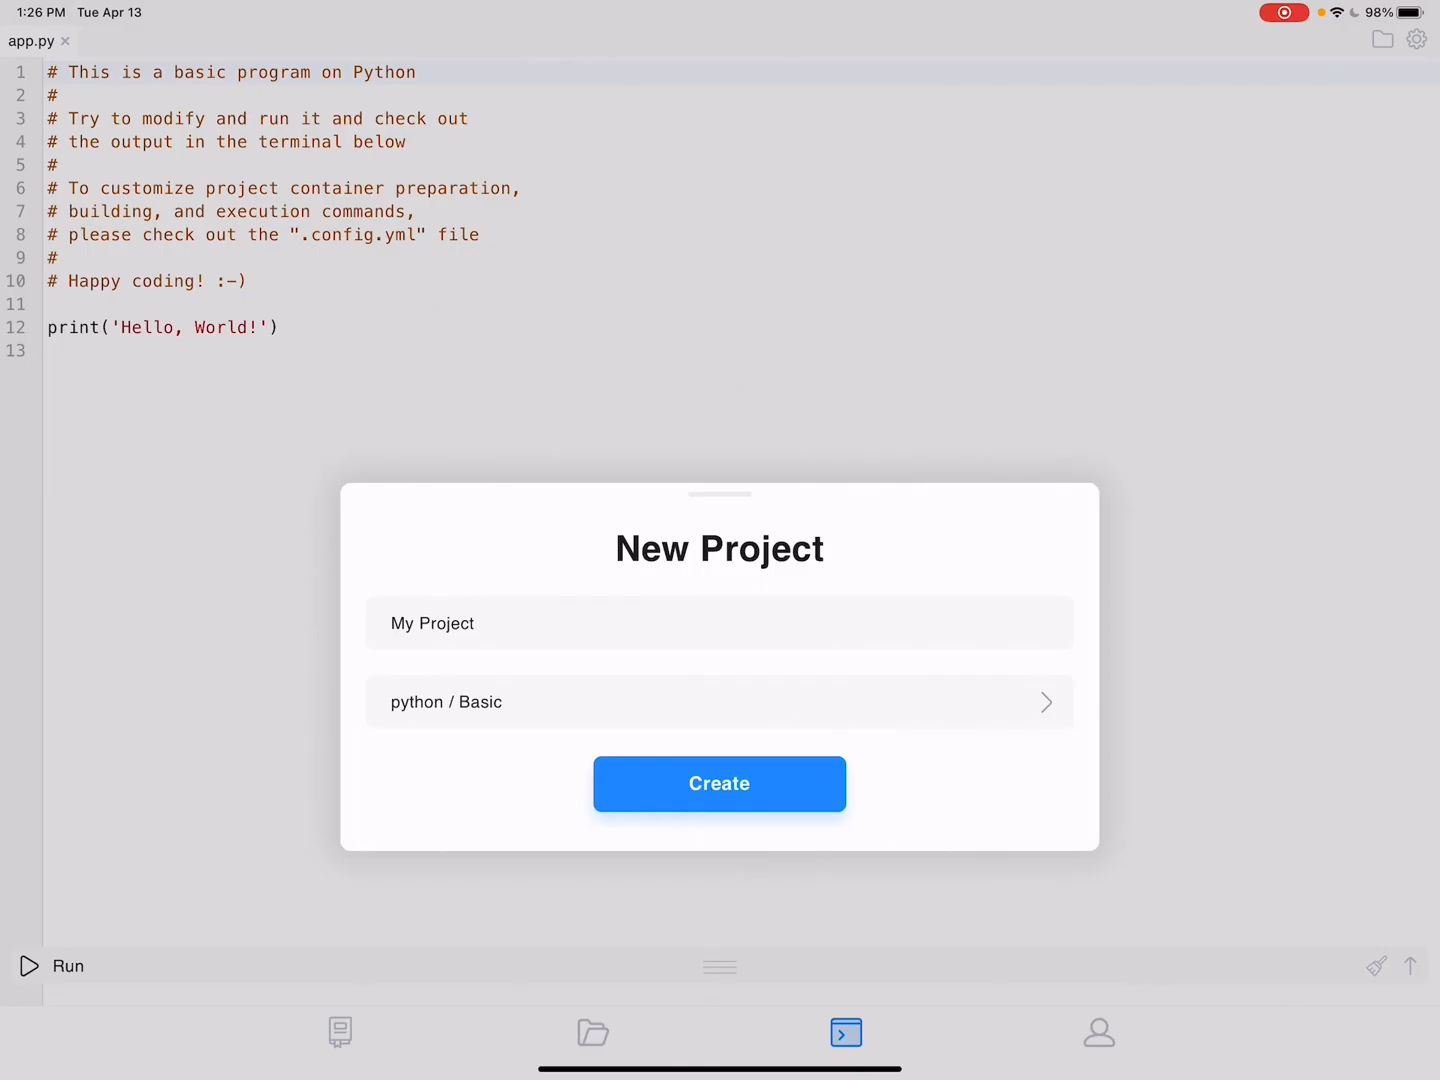 1:26 PM Tue Apr 13
98%
app.py
1 # This is a basic program on Python
2 #
3 # Try to modify and run it and check out
4 # the output in the terminal below
5 #
6 # To customize project container preparation,
7 # building, and execution commands,
8 # please check out the ".config.yml" file
9 #
10 # Happy coding! :-)
11
12 print('Hello, World!')
13
New Project
My Project
python / Basic
Create
Run